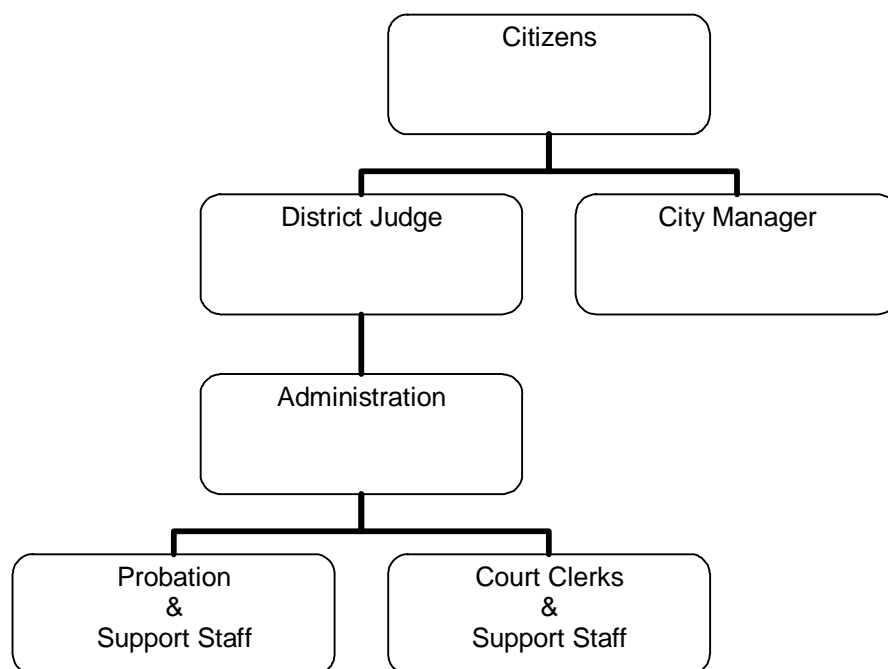 Citizens
District Judge
City Manager
Administration
Probation
&
Support Staff
Court Clerks
&
Support Staff